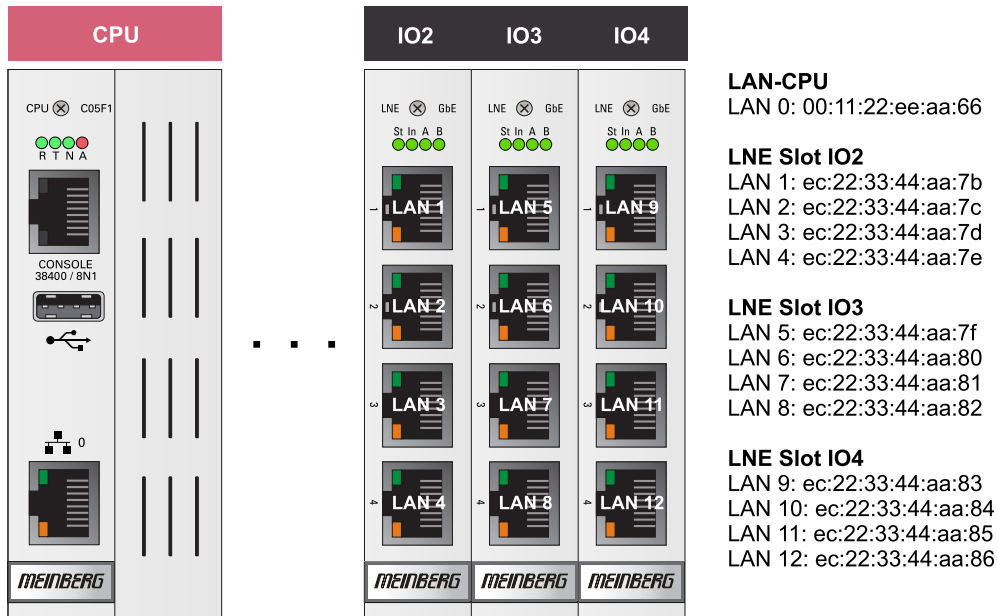 CPU
IO2 IO3 IO4
CPU C05F1
R T N A
CONSOLE
38400 / 8N1
0
MEINBERG
. . .
LNE GbE
St In A B
1 LAN 1
2 LAN 2
3 LAN 3
4 LAN 4
MEINBERG
LNE GbE
St In A B
1 LAN 5
2 LAN 6
3 LAN 7
4 LAN 8
MEINBERG
LNE GbE
St In A B
1 LAN 9
2 LAN 10
3 LAN 11
4 LAN 12
MEINBERG
LAN-CPU
LAN 0: 00:11:22:ee:aa:66
LNE Slot IO2
LAN 1: ec:22:33:44:aa:7b
LAN 2: ec:22:33:44:aa:7c
LAN 3: ec:22:33:44:aa:7d
LAN 4: ec:22:33:44:aa:7e
LNE Slot IO3
LAN 5: ec:22:33:44:aa:7f
LAN 6: ec:22:33:44:aa:80
LAN 7: ec:22:33:44:aa:81
LAN 8: ec:22:33:44:aa:82
LNE Slot IO4
LAN 9: ec:22:33:44:aa:83
LAN 10: ec:22:33:44:aa:84
LAN 11: ec:22:33:44:aa:85
LAN 12: ec:22:33:44:aa:86